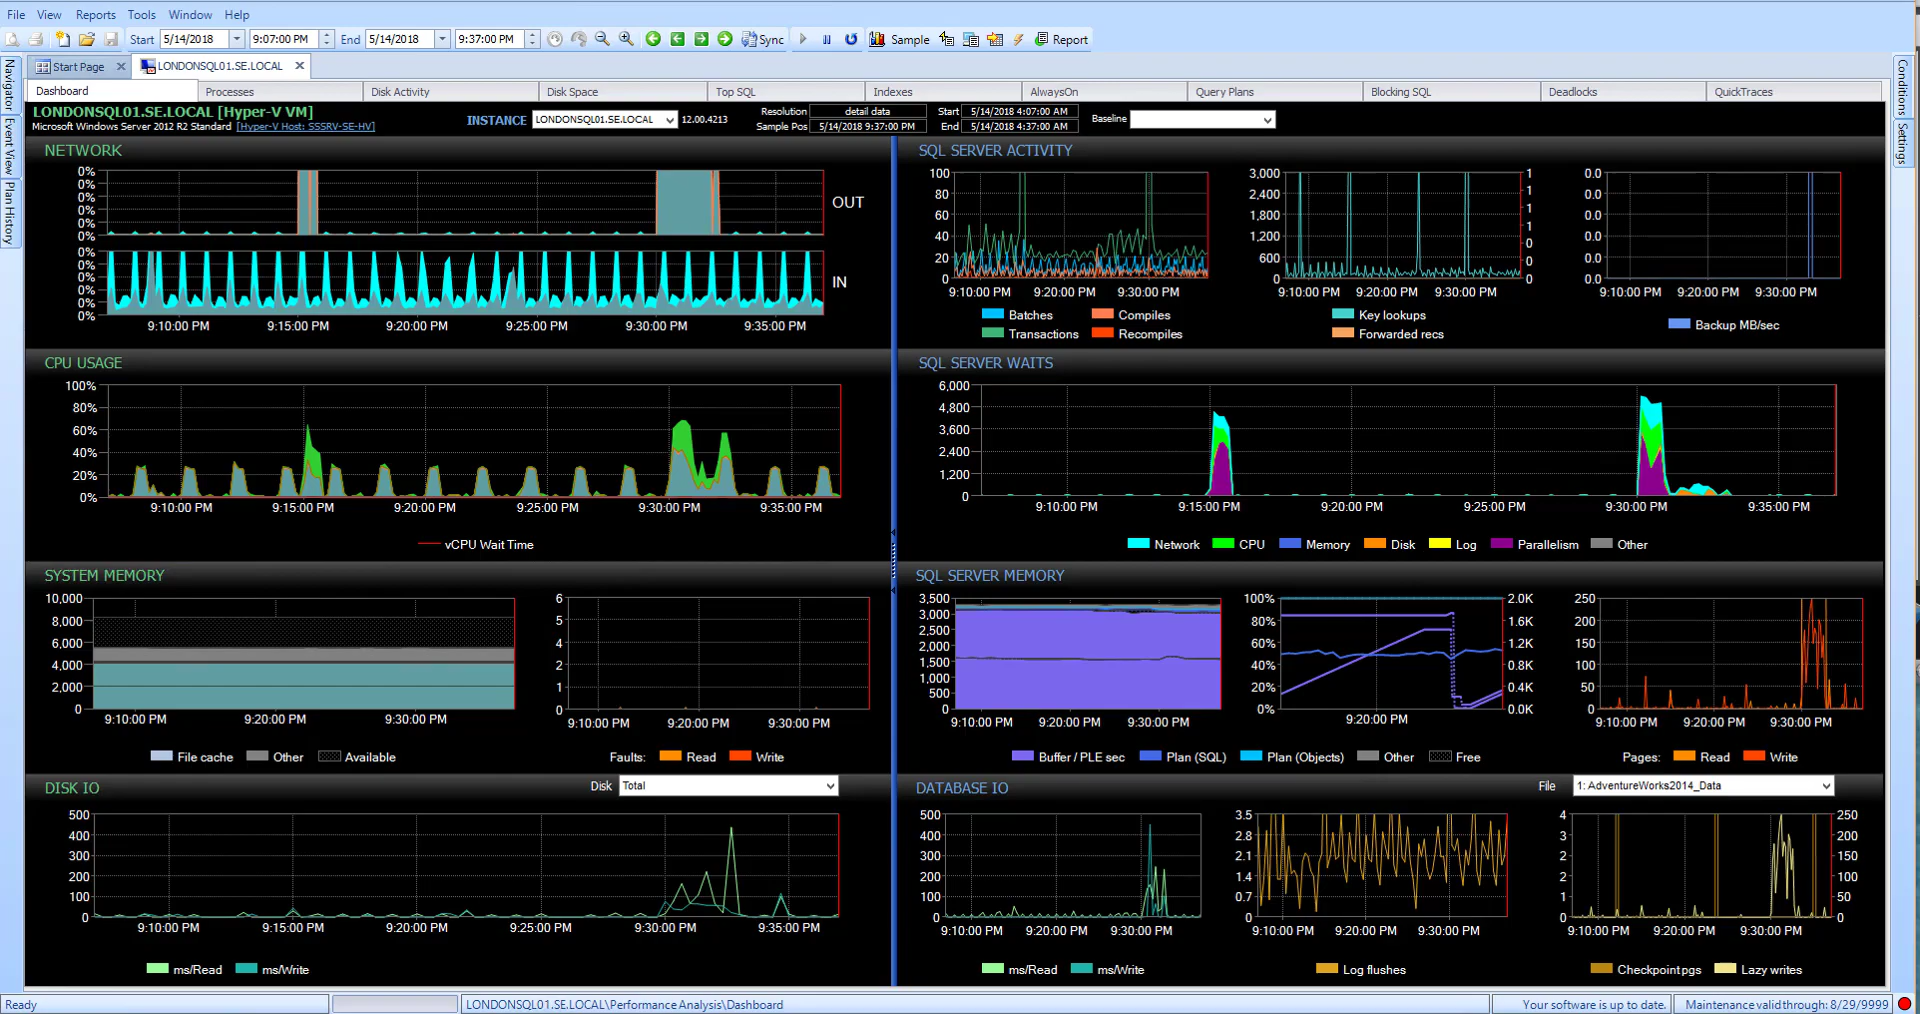 File View Reports Tools Window Help
Start 5/14/2018 9:07:00 PM End 5/14/2018 9:37:00 PM Sync Sample Report
Start Page LONDONSQL01.SE.LOCAL
Navigator
Event View
Plan History
Conditions
Settings
Dashboard Processes Disk Activity Disk Space Top SQL Indexes AlwaysOn Query Plans Blocking SQL Deadlocks QuickTraces
LONDONSQL01.SE.LOCAL [Hyper-V VM]
Microsoft Windows Server 2012 R2 Standard [Hyper-V Host: SSSRV-SE-HV]
INSTANCE LONDONSQL01.SE.LOCAL 12.00.4213
Resolution detail data
Sample Pos 5/14/2018 9:37:00 PM
Start 5/14/2018 4:07:00 AM
End 5/14/2018 4:37:00 AM
Baseline
NETWORK
0%
0%
0%
0%
0%
0%
OUT
0%
0%
0%
0%
0%
0%
IN
9:10:00 PM 9:15:00 PM 9:20:00 PM 9:25:00 PM 9:30:00 PM 9:35:00 PM
SQL SERVER ACTIVITY
100
80
60
40
20
0
9:10:00 PM 9:20:00 PM 9:30:00 PM
Batches Compiles
Transactions Recompiles
3,000
2,400
1,800
1,200
600
0
1
1
1
0
0
0
9:10:00 PM 9:20:00 PM 9:30:00 PM
Key lookups
Forwarded recs
0.0
0.0
0.0
0.0
0.0
0.0
9:10:00 PM 9:20:00 PM 9:30:00 PM
Backup MB/sec
CPU USAGE
100%
80%
60%
40%
20%
0%
9:10:00 PM 9:15:00 PM 9:20:00 PM 9:25:00 PM 9:30:00 PM 9:35:00 PM
vCPU Wait Time
SQL SERVER WAITS
6,000
4,800
3,600
2,400
1,200
0
9:10:00 PM 9:15:00 PM 9:20:00 PM 9:25:00 PM 9:30:00 PM 9:35:00 PM
Network CPU Memory Disk Log Parallelism Other
SYSTEM MEMORY
10,000
8,000
6,000
4,000
2,000
0
9:10:00 PM 9:20:00 PM 9:30:00 PM
File cache Other Available
6
5
4
2
1
0
9:10:00 PM 9:20:00 PM 9:30:00 PM
Faults: Read Write
SQL SERVER MEMORY
3,500
3,000
2,500
2,000
1,500
1,000
500
0
9:10:00 PM 9:20:00 PM 9:30:00 PM
100%
80%
60%
40%
20%
0%
2.0K
1.6K
1.2K
0.8K
0.4K
0.0K
9:20:00 PM
Buffer / PLE sec Plan (SQL) Plan (Objects) Other Free
250
200
150
100
50
0
9:10:00 PM 9:20:00 PM 9:30:00 PM
Pages: Read Write
DISK IO
Disk Total
500
400
300
200
100
0
9:10:00 PM 9:15:00 PM 9:20:00 PM 9:25:00 PM 9:30:00 PM 9:35:00 PM
ms/Read ms/Write
DATABASE IO
File 1: AdventureWorks2014_Data
500
400
300
200
100
0
9:10:00 PM 9:20:00 PM 9:30:00 PM
ms/Read ms/Write
3.5
2.8
2.1
1.4
0.7
0
9:10:00 PM 9:20:00 PM 9:30:00 PM
Log flushes
4
3
2
2
1
0
250
200
150
100
50
0
9:10:00 PM 9:20:00 PM 9:30:00 PM
Checkpoint pgs Lazy writes
Ready LONDONSQL01.SE.LOCAL\Performance Analysis\Dashboard Your software is up to date. Maintenance valid through: 8/29/9999